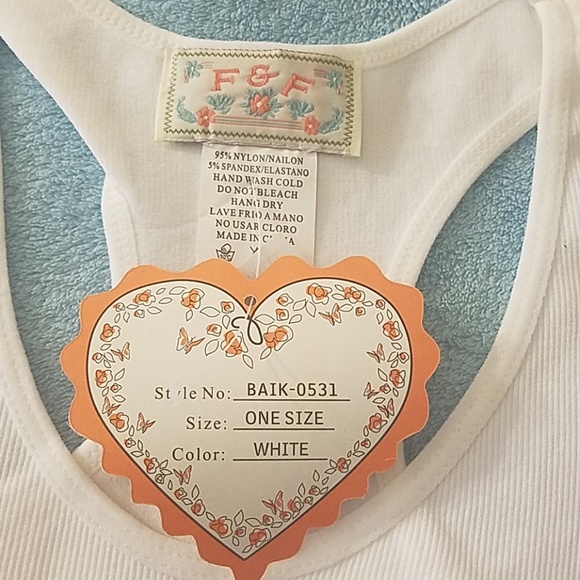 F & F
95% NYLON/NAILON
5% SPANDEX/ELASTANO
HAND WASH COLD
DO NOT BLEACH
HANG DRY
LAVE FRIO A MANO
NO USAR CLORO
MADE IN CHINA
Style No: BAIK-0531
Size: ONE SIZE
Color: WHITE